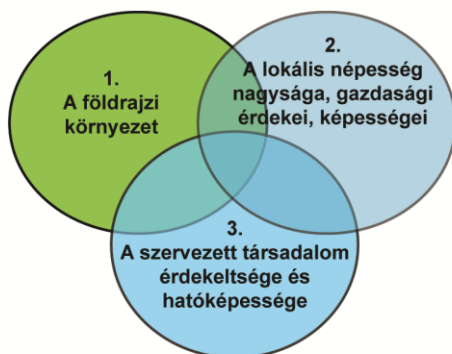 1.
A földrajzi
környezet
2.
A lokális népesség
nagysága, gazdasági
érdekei, képességei
3.
A szervezett társadalom
érdekeltsége és
hatóképessége